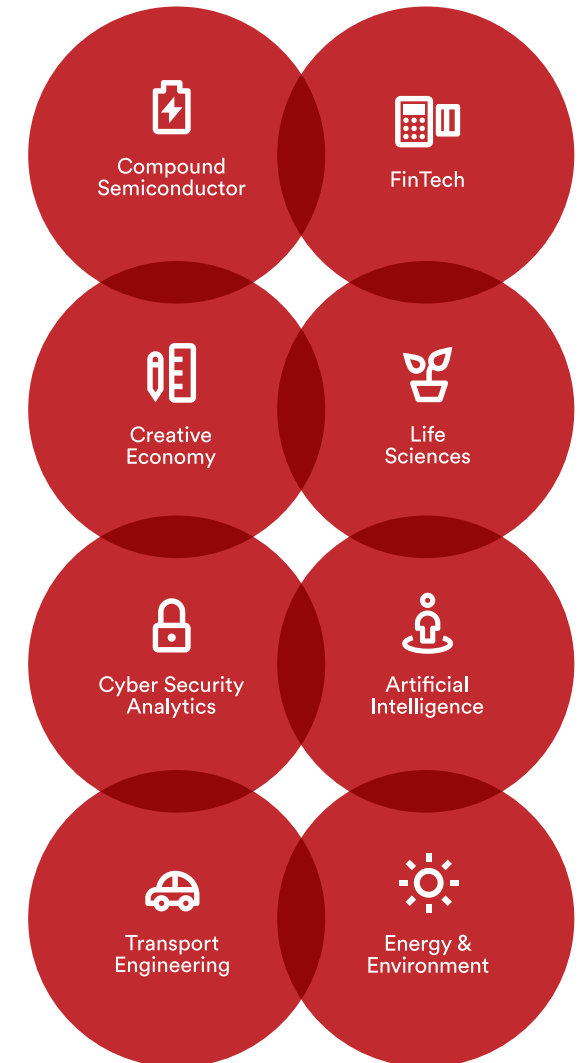 Compound
Semiconductor
FinTech
Creative
Economy
Life
Sciences
Cyber Security
Analytics
Artificial
Intelligence
Transport
Engineering
Energy &
Environment